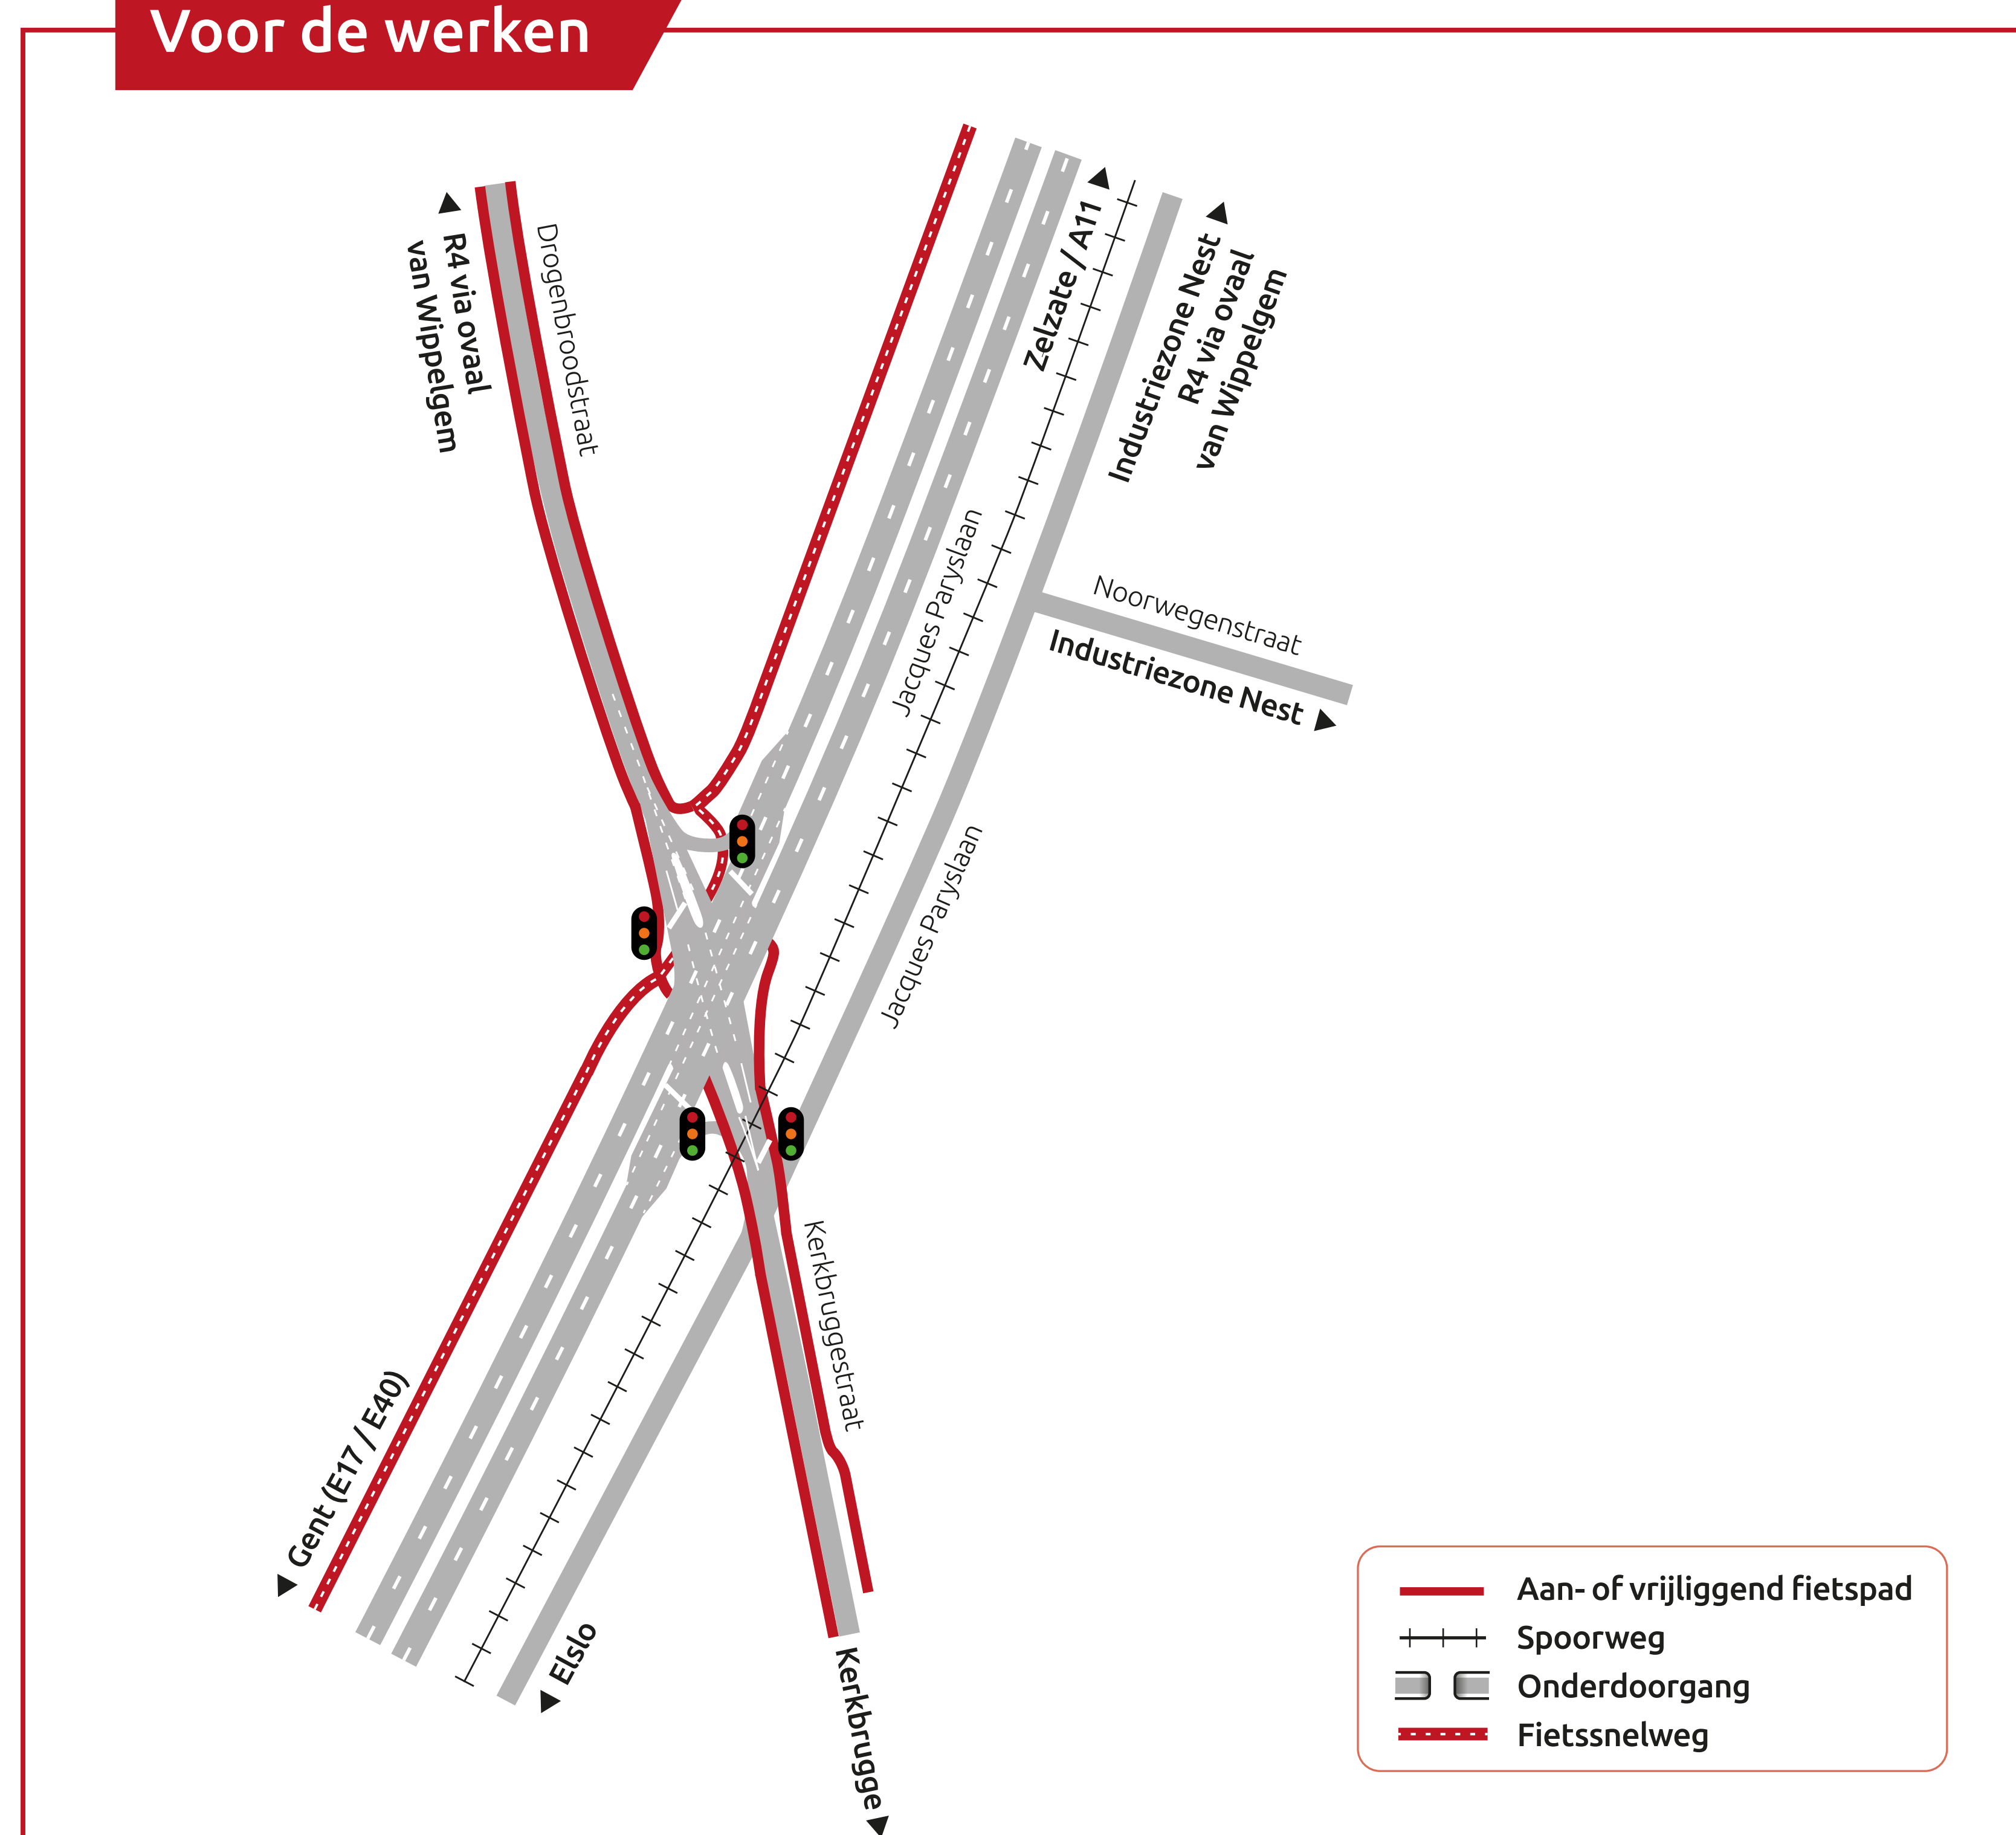 Voor de werken
R4 via ovaal
van Wippelgem
Drogenbroodstraat
Zelzate / A11
Industriezone Nest
R4 via ovaal
van Wippelgem
Jacques Paryslaan
Noorwegenstraat
Industriezone Nest
Jacques Paryslaan
Kerkbruggestraat
Gent (E17 / E40)
Elslo
Kerkbrugge
Aan- of vrijliggend fietspad
Spoorweg
Onderdoorgang
Fietssnelweg